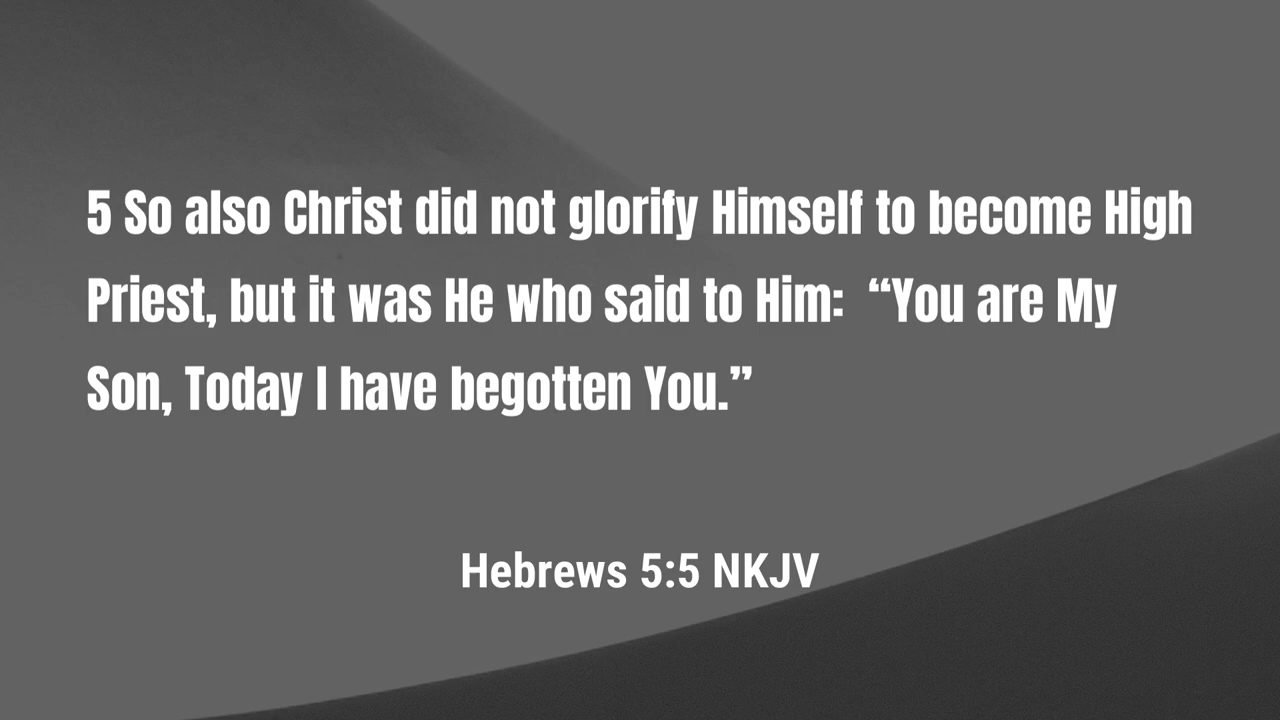 5 So also Christ did not glorify Himself to become High
Priest, but it was He who said to Him:  “You are My
Son, Today I have begotten You.”
Hebrews 5:5 NKJV